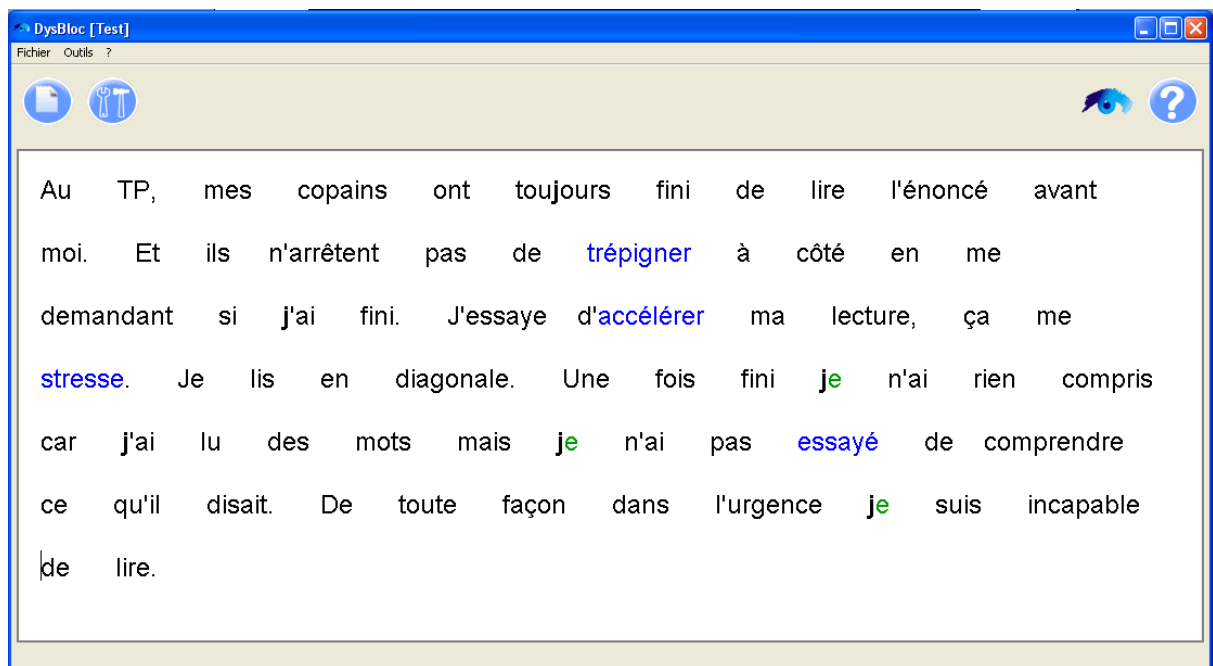 DysBloc [Test]
Fichier Outils ?
Au TP, mes copains ont toujours fini de lire l'énoncé avant
moi. Et ils n'arrêtent pas de trépigner à côté en me
demandant si j'ai fini. J'essaye d'accélérer ma lecture, ça me
stresse. Je lis en diagonale. Une fois fini je n'ai rien compris
car j'ai lu des mots mais je n'ai pas essayé de comprendre
ce qu'il disait. De toute façon dans l'urgence je suis incapable
de lire.